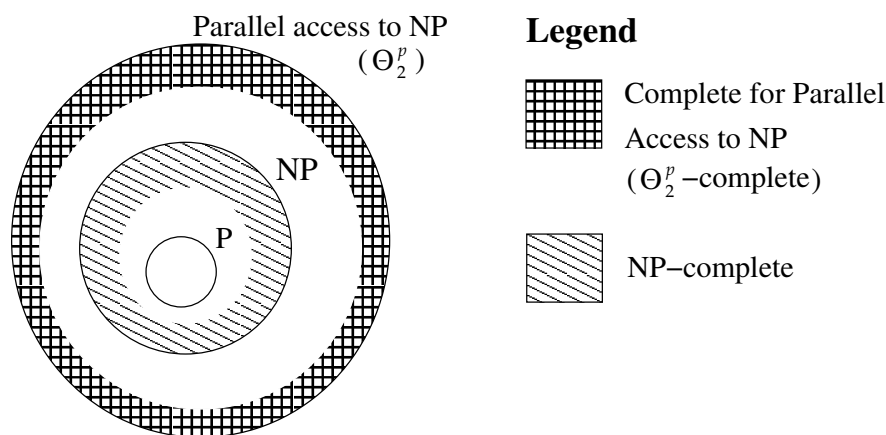 Parallel access to NP
(Θ₂ᵖ)
NP
P
Legend
Complete for Parallel
Access to NP
(Θ₂ᵖ−complete)
NP−complete